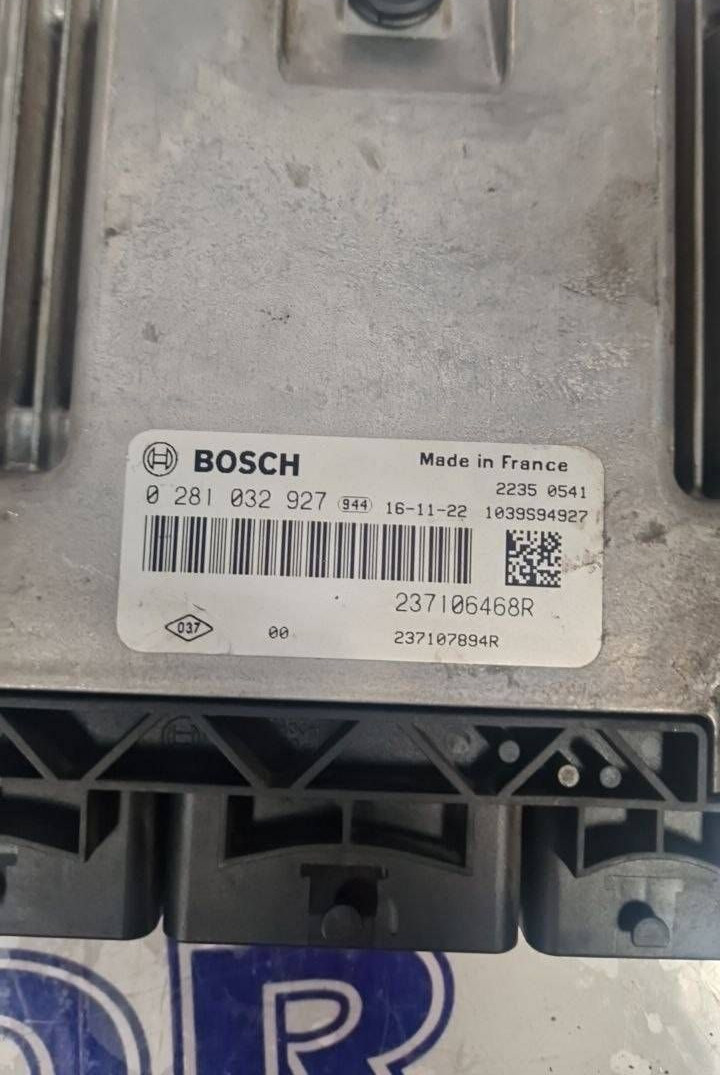 BOSCH Made in France
2235 0541
0 281 032 927 944 16-11-22 1039S94927
237106468R
037 00 237107894R